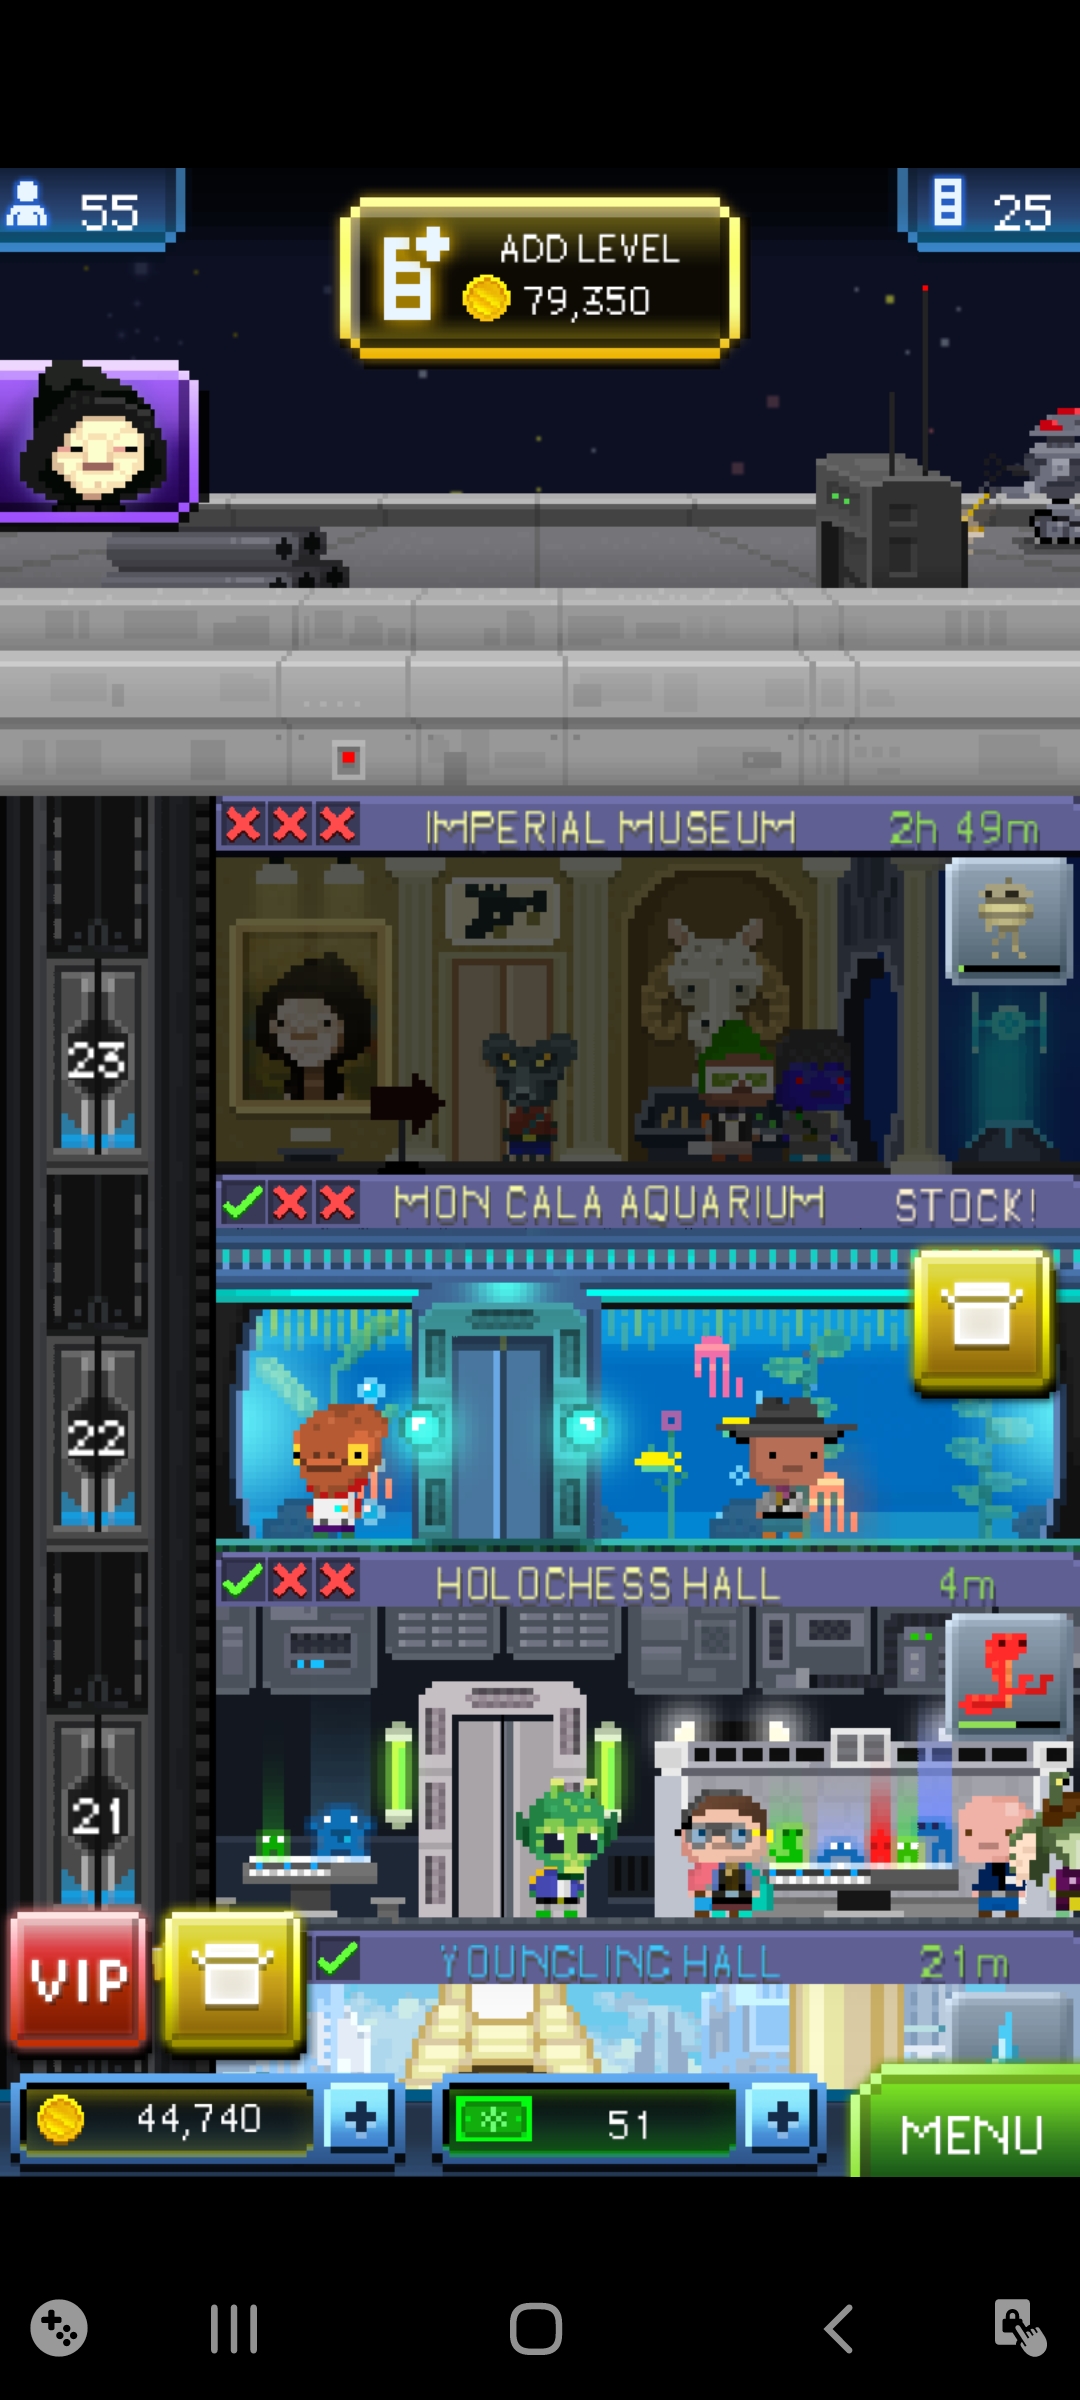 55
ADD LEVEL
79,350
25
IMPERIAL MUSEUM 2h 49m
23
MON CALA AQUARIUM STOCK!
22
HOLOCHESS HALL 4m
21
VIP
YOUNGLING HALL 21m
44,740
51
MENU